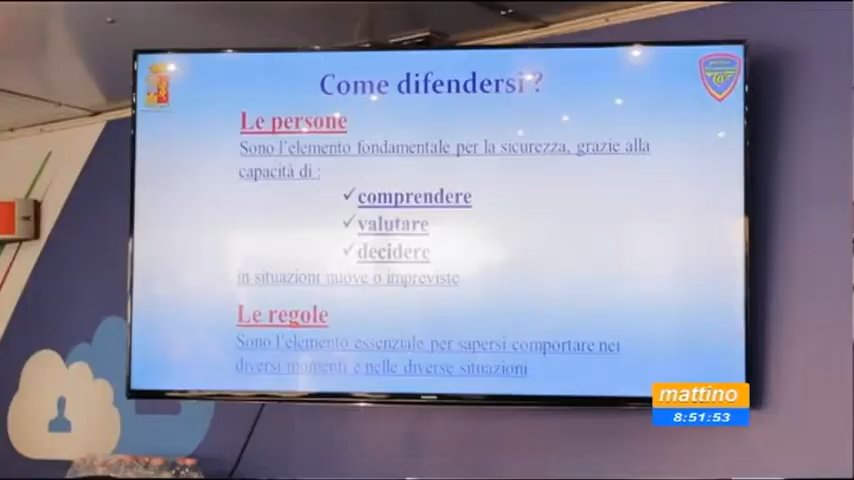 Come difendersi ?
Le persone
Sono l'elemento fondamentale per la sicurezza, grazie alla
capacità di :
✓comprendere
✓valutare
✓decidere
in situazioni nuove o impreviste
Le regole
Sono l'elemento essenziale per sapersi comportare nei
diversi momenti e nelle diverse situazioni
mattino
8:51:53